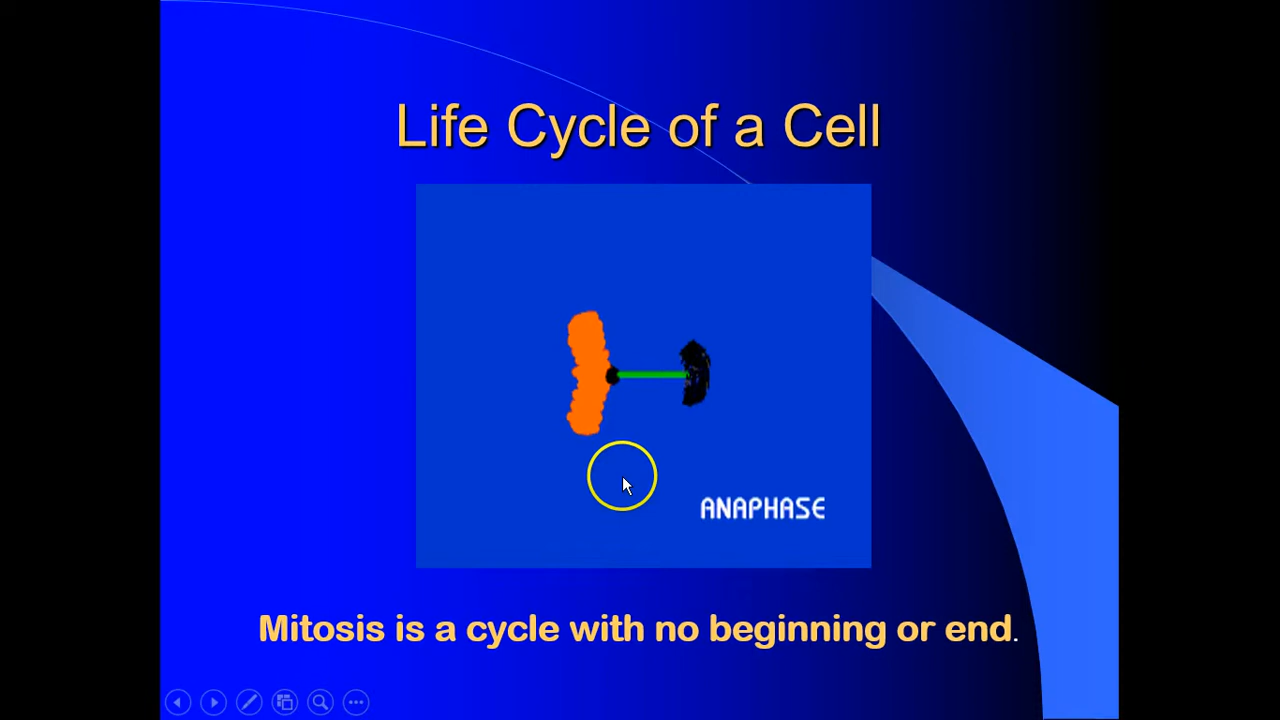 Life Cycle of a Cell
ANAPHASE
Mitosis is a cycle with no beginning or end.